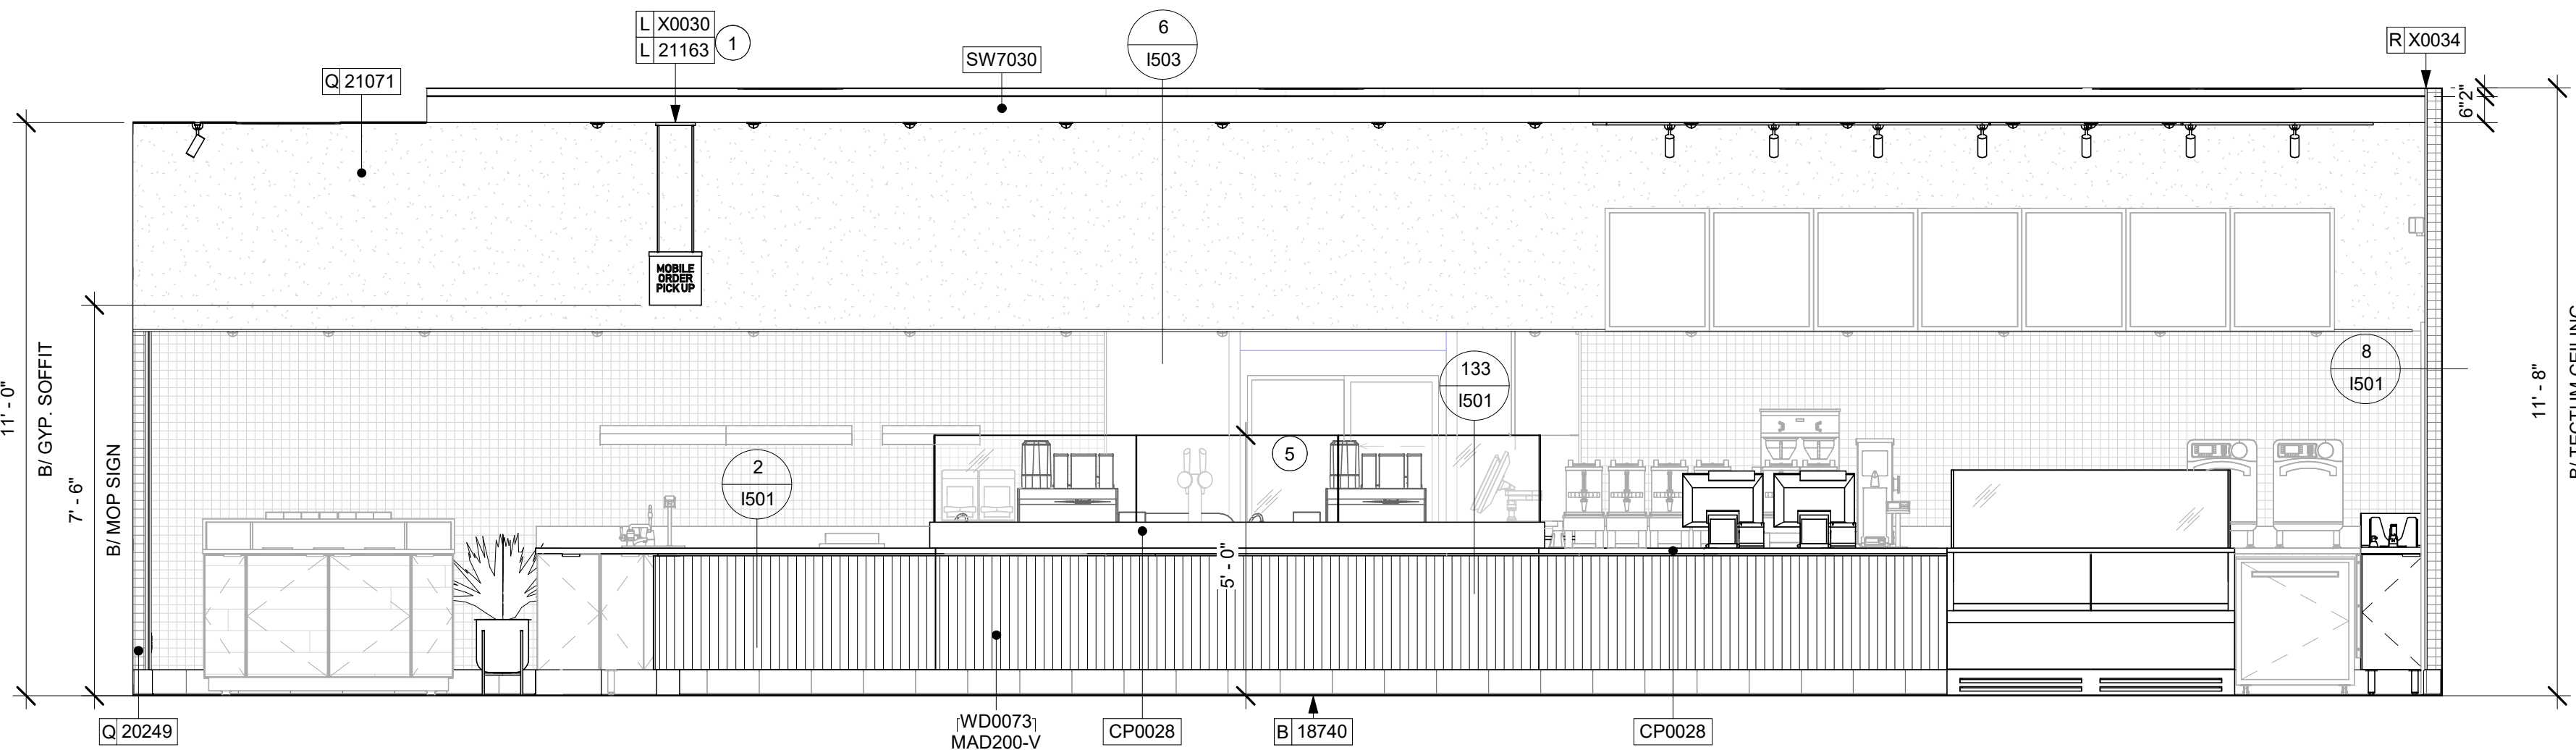 L X0030
L 21163
1
6
I503
R X0034
SW7030
Q 21071
6"
2"
MOBILE
ORDER
PICK UP
11' - 0"
B/ GYP. SOFFIT
7' - 6"
B/ MOP SIGN
133
I501
8
I501
11' - 8"
B/ TECTUM CEILING
2
I501
5
5' - 0"
Q 20249
WD0073
MAD200-V
CP0028
B 18740
CP0028